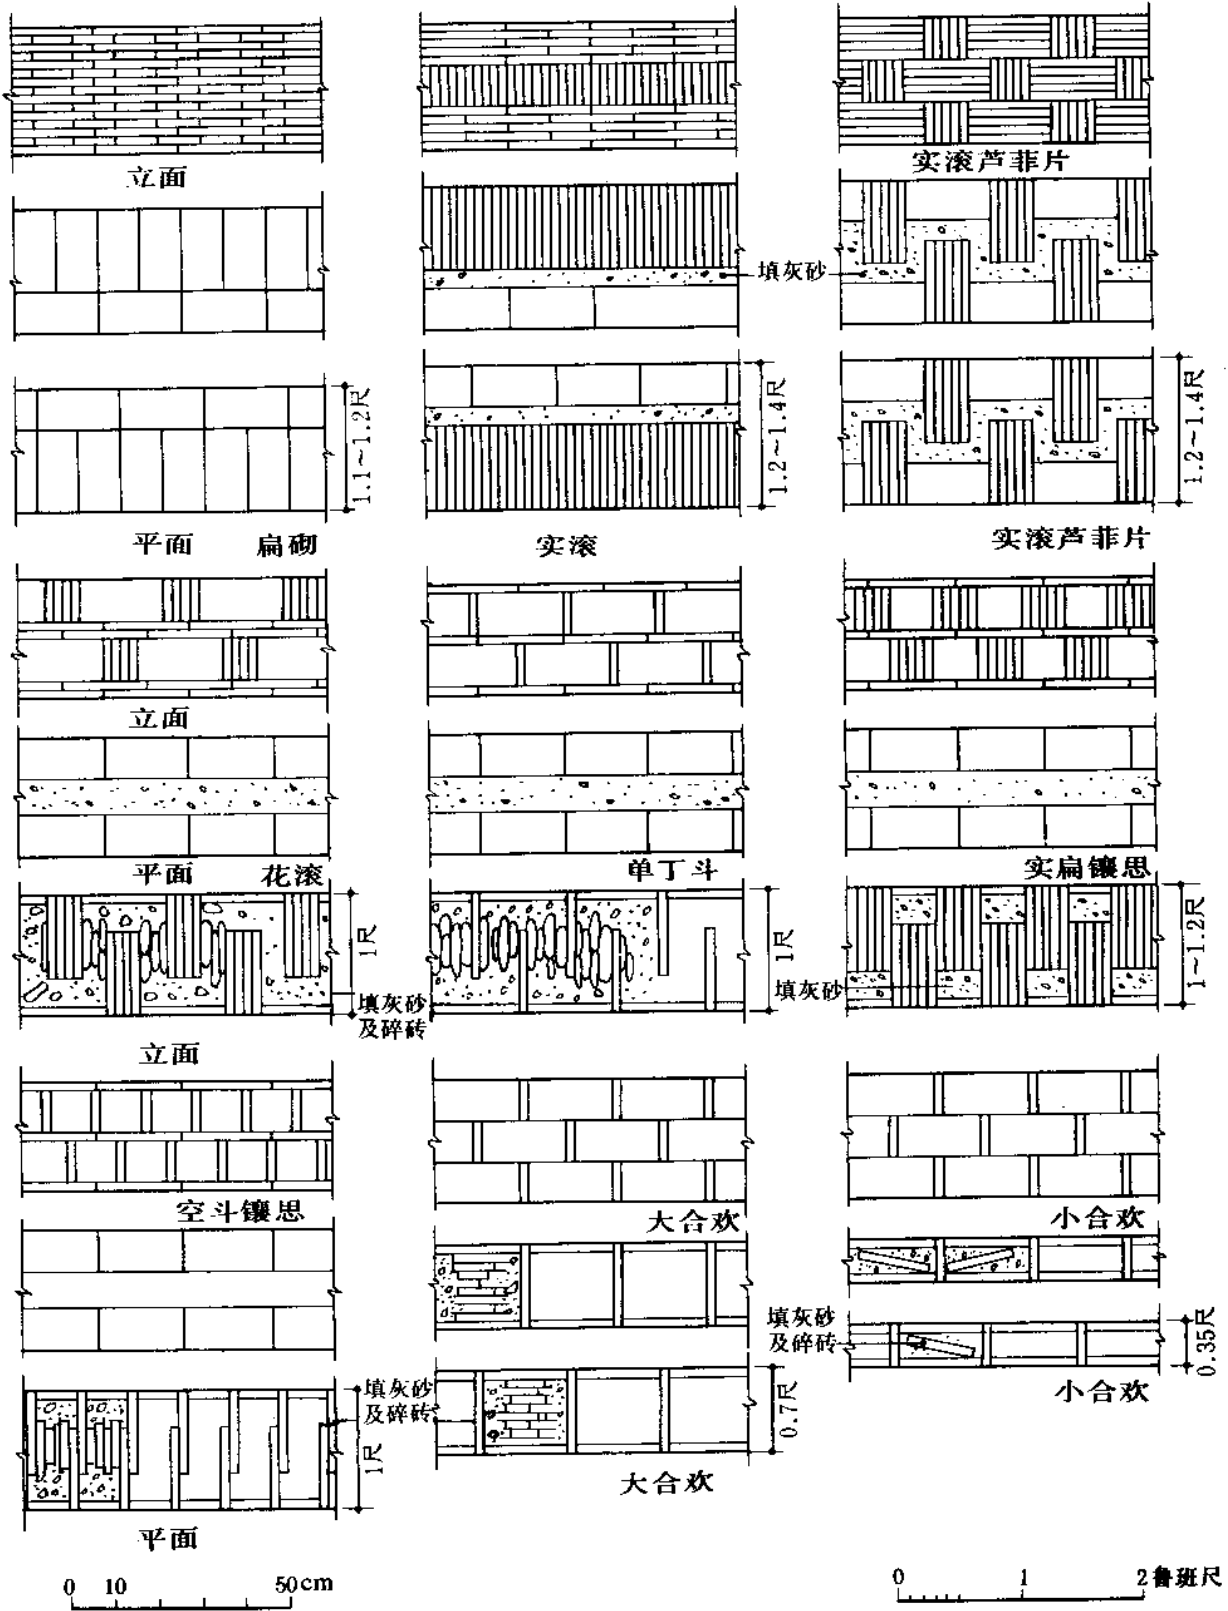 立面
实滚芦菲片
填灰砂
1.1~1.2尺
1.2~1.4尺
1.2~1.4尺
平面 扁砌
实滚
实滚芦菲片
立面
平面 花滚
单丁斗
实扁镶思
1尺
填灰砂
及碎砖
1尺
填灰砂
1~1.2尺
立面
空斗镶思
大合欢
小合欢
填灰砂
及碎砖
0.35尺
小合欢
填灰砂
及碎砖
1尺
0.7尺
大合欢
平面
0 10 50cm
0 1 2鲁班尺